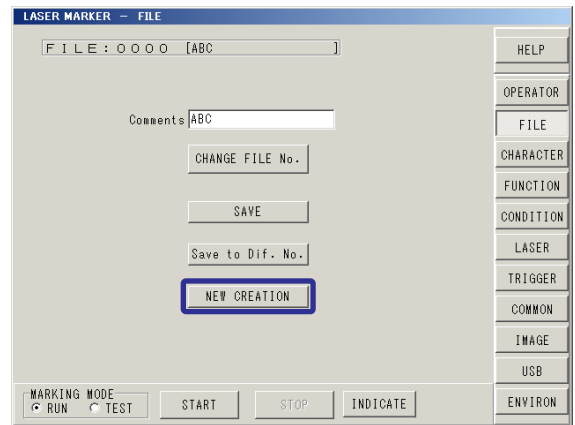 LASER MARKER － FILE
ＦＩＬＥ：００００ [ABC ]
HELP
OPERATOR
Comments ABC
FILE
CHANGE FILE No.
CHARACTER
FUNCTION
SAVE
CONDITION
Save to Dif. No.
LASER
TRIGGER
NEW CREATION
COMMON
IMAGE
USB
MARKING MODE
RUN TEST
START
STOP
INDICATE
ENVIRON